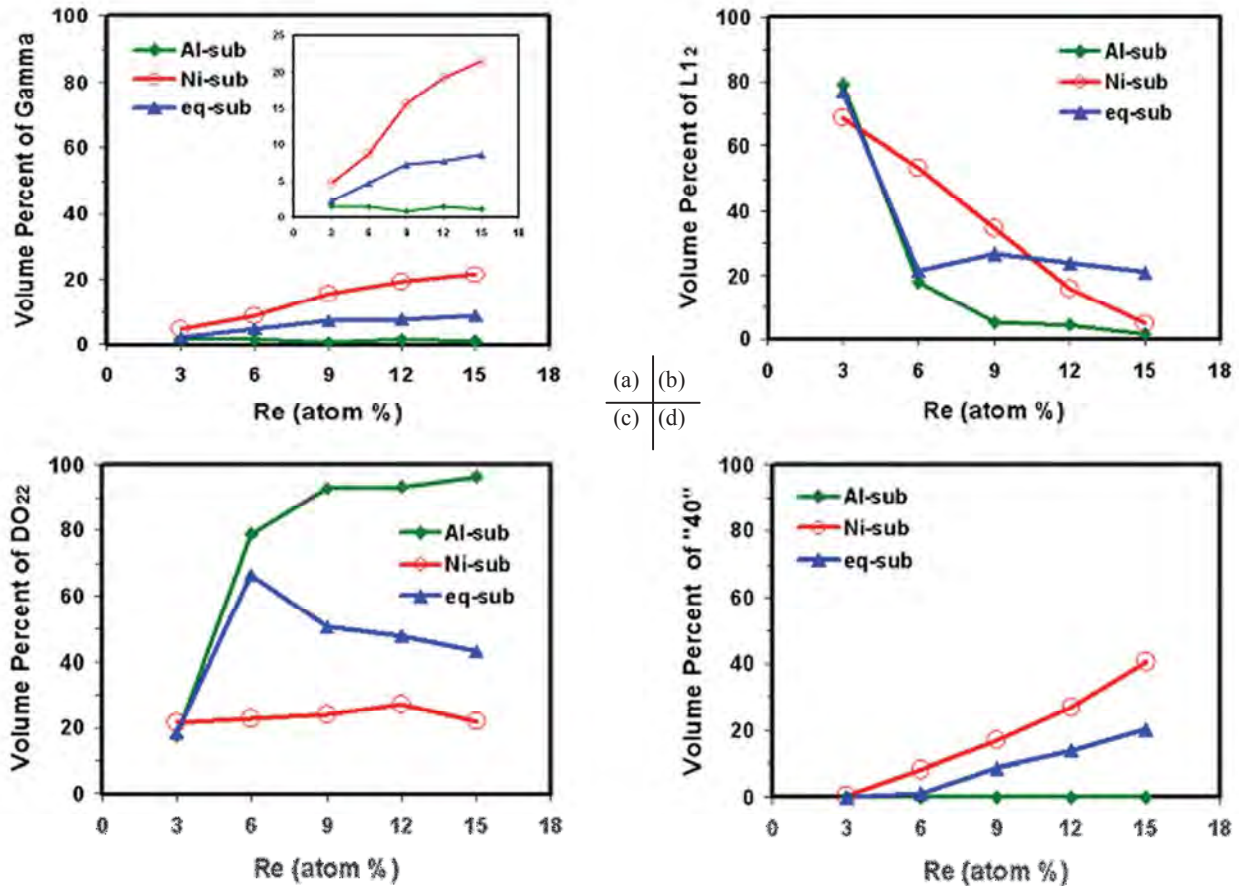 Volume Percent of Gamma
100
80
60
40
20
0
Al-sub
Ni-sub
eq-sub
25
20
15
10
5
0
0 3 6 9 12 15 18
0 3 6 9 12 15 18
Re (atom %)
Volume Percent of L12
100
80
60
40
20
0
Al-sub
Ni-sub
eq-sub
0 3 6 9 12 15 18
Re (atom %)
(a) (b)
(c) (d)
Volume Percent of DO22
100
80
60
40
20
0
Al-sub
Ni-sub
eq-sub
0 3 6 9 12 15 18
Re (atom %)
Volume Percent of "40"
100
80
60
40
20
0
Al-sub
Ni-sub
eq-sub
0 3 6 9 12 15 18
Re (atom %)